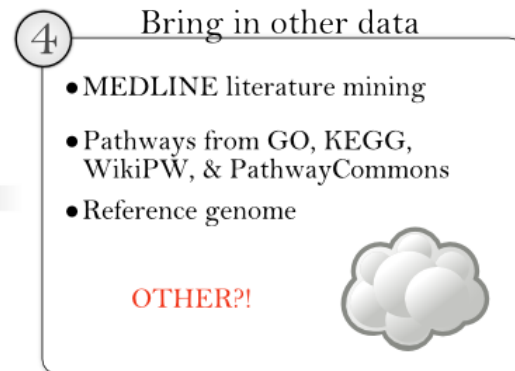 4
Bring in other data
●MEDLINE literature mining
●Pathways from GO, KEGG,
WikiPW, & PathwayCommons
●Reference genome
OTHER?!